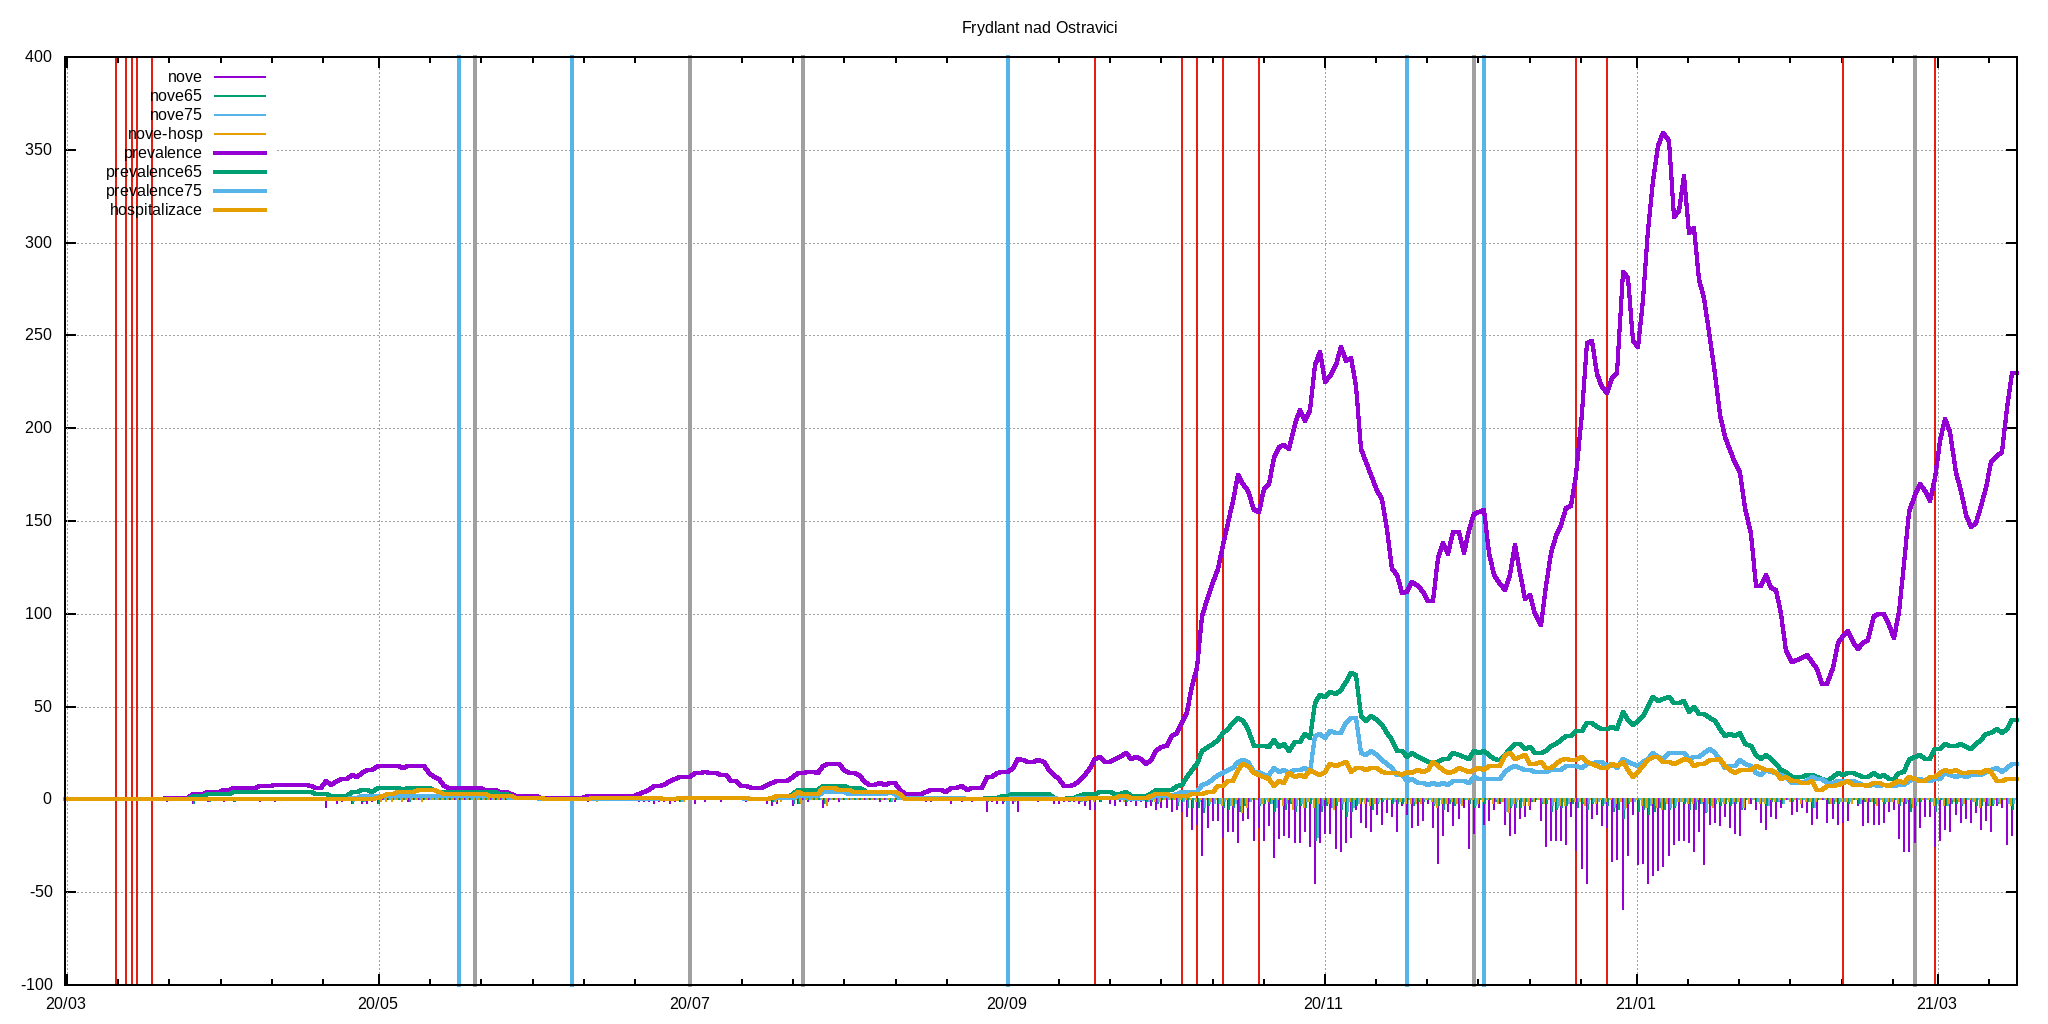 Frydlant nad Ostravici
400
350
300
250
200
150
100
50
0
-50
-100
nove
nove65
nove75
nove-hosp
prevalence
prevalence65
prevalence75
hospitalizace
20/03 20/05 20/07 20/09 20/11 21/01 21/03